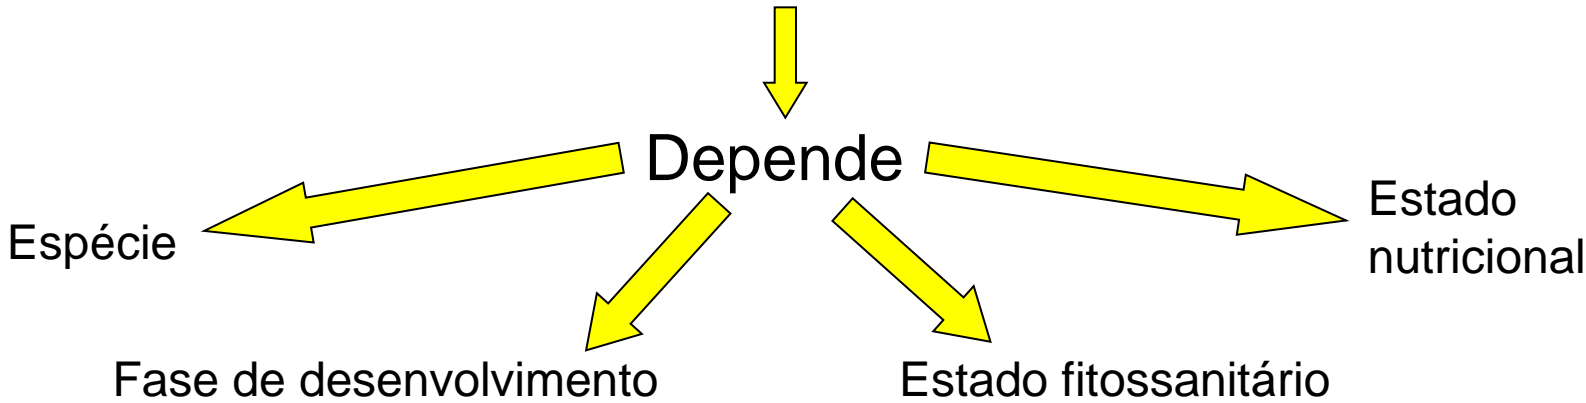 Depende
Espécie
Estado
nutricional
Fase de desenvolvimento
Estado fitossanitário